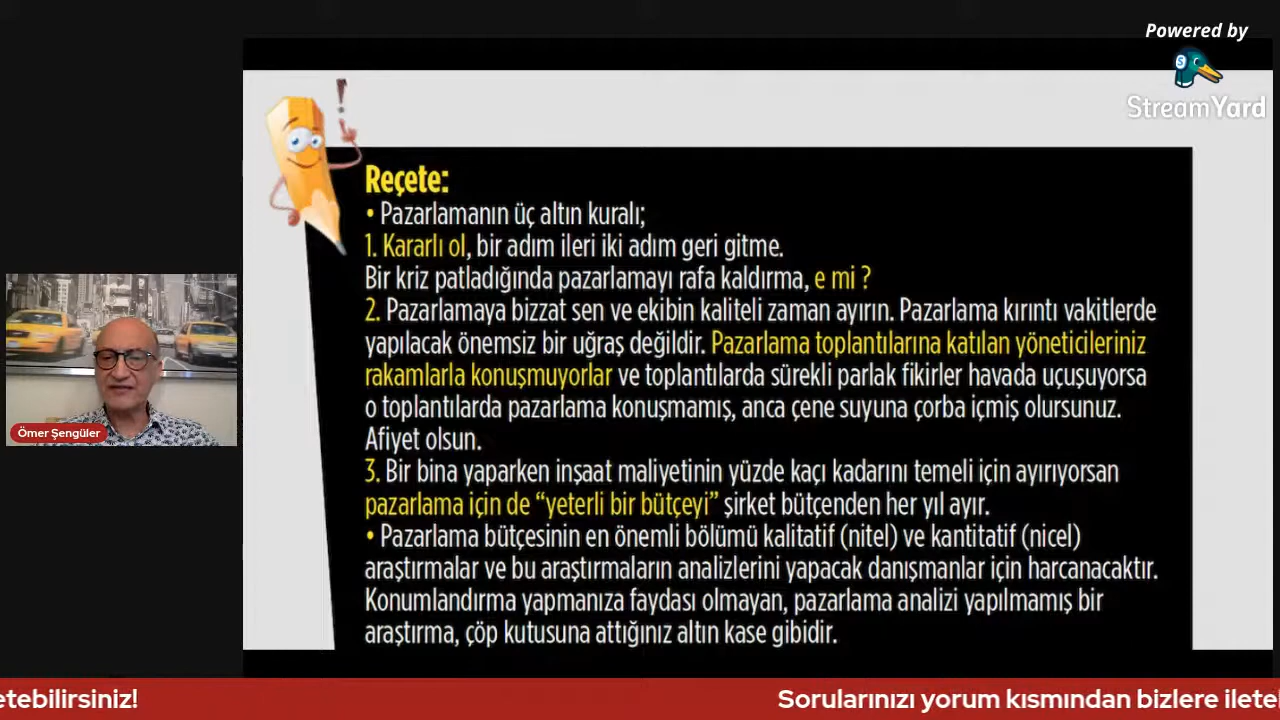 Powered by
StreamYard
Reçete:
• Pazarlamanın üç altın kuralı;
1. Kararlı ol, bir adım ileri iki adım geri gitme.
Bir kriz patladığında pazarlamayı rafa kaldırma, e mi ?
2. Pazarlamaya bizzat sen ve ekibin kaliteli zaman ayırın. Pazarlama kırıntı vakitlerde
yapılacak önemsiz bir uğraş değildir. Pazarlama toplantılarına katılan yöneticileriniz
rakamlarla konuşmuyorlar ve toplantılarda sürekli parlak fikirler havada uçuşuyorsa
o toplantılarda pazarlama konuşmamış, anca çene suyuna çorba içmiş olursunuz.
Afiyet olsun.
3. Bir bina yaparken inşaat maliyetinin yüzde kaçı kadarını temeli için ayırıyorsan
pazarlama için de “yeterli bir bütçeyi” şirket bütçenden her yıl ayır.
• Pazarlama bütçesinin en önemli bölümü kalitatif (nitel) ve kantitatif (nicel)
araştırmalar ve bu araştırmaların analizlerini yapacak danışmanlar için harcanacaktır.
Konumlandırma yapmanıza faydası olmayan, pazarlama analizi yapılmamış bir
araştırma, çöp kutusuna attığınız altın kase gibidir.
Ömer Şengüler
etebilirsiniz!
Sorularınızı yorum kısmından bizlere iletel